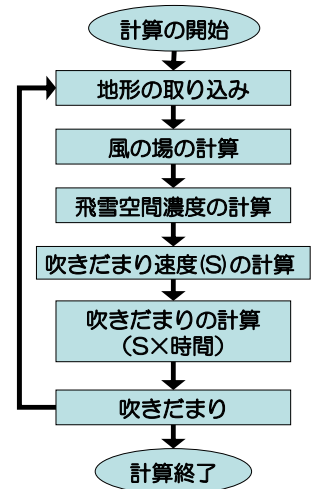 計算の開始
地形の取り込み
風の場の計算
飛雪空間濃度の計算
吹きだまり速度(S)の計算
吹きだまりの計算
（S×時間）
吹きだまり
計算終了